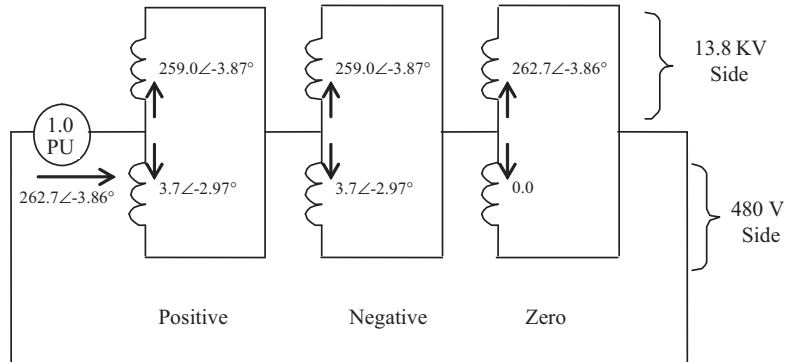 259.0∠-3.87°
259.0∠-3.87°
262.7∠-3.86°
13.8 KV
Side
1.0
PU
262.7∠-3.86°
3.7∠-2.97°
3.7∠-2.97°
0.0
480 V
Side
Positive
Negative
Zero